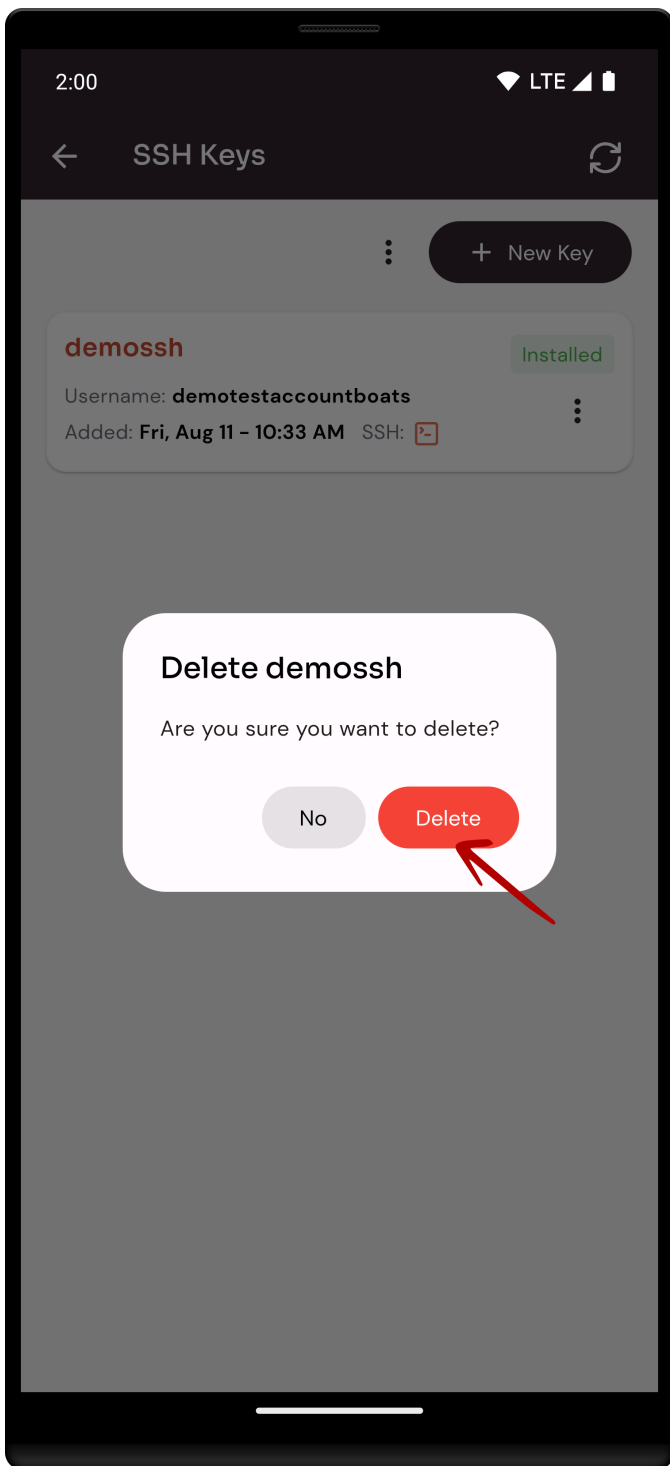 2:00 LTE
SSH Keys
+ New Key
demossh Installed
Username: demotestaccountboats
Added: Fri, Aug 11 – 10:33 AM SSH:
Delete demossh
Are you sure you want to delete?
No Delete